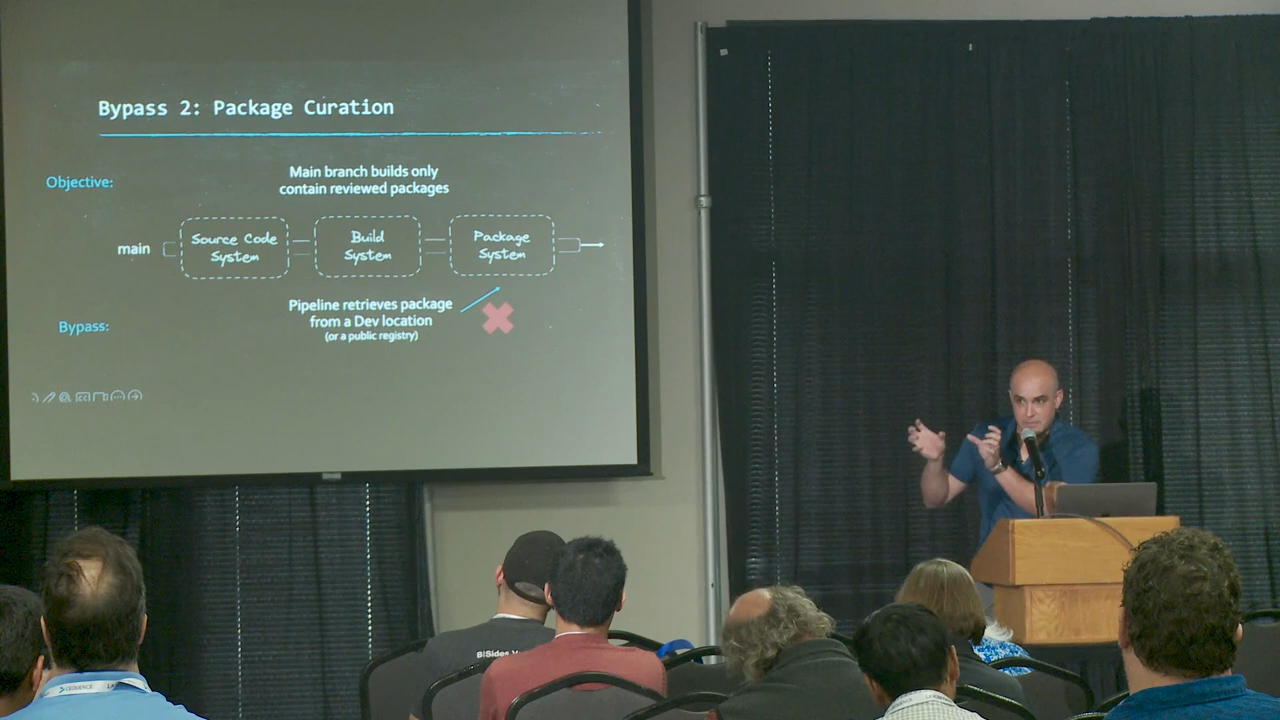 Bypass 2: Package Curation
Objective:
Main branch builds only
contain reviewed packages
main
Source Code
System
Build
System
Package
System
Bypass:
Pipeline retrieves package
from a Dev location
(or a public registry)
BSides